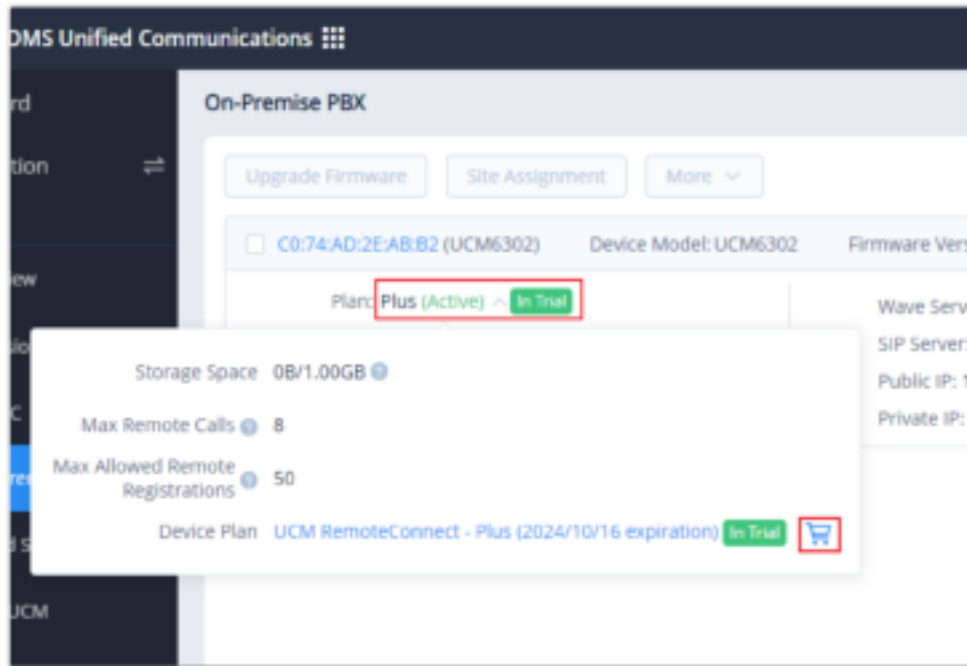 DMS Unified Communications
rd
On-Premise PBX
tion
Upgrade Firmware Site Assignment More
C0:74:AD:2E:AB:B2 (UCM6302) Device Model: UCM6302 Firmware Vers
ew
Plan: Plus (Active) In Trial
Wave Serv
sio
SIP Server:
Storage Space 0B/1.00GB
Public IP: 1
C
Max Remote Calls 8
Private IP:
Max Allowed Remote
Registrations 50
Device Plan UCM RemoteConnect - Plus (2024/10/16 expiration) In Trial
d S
UCM